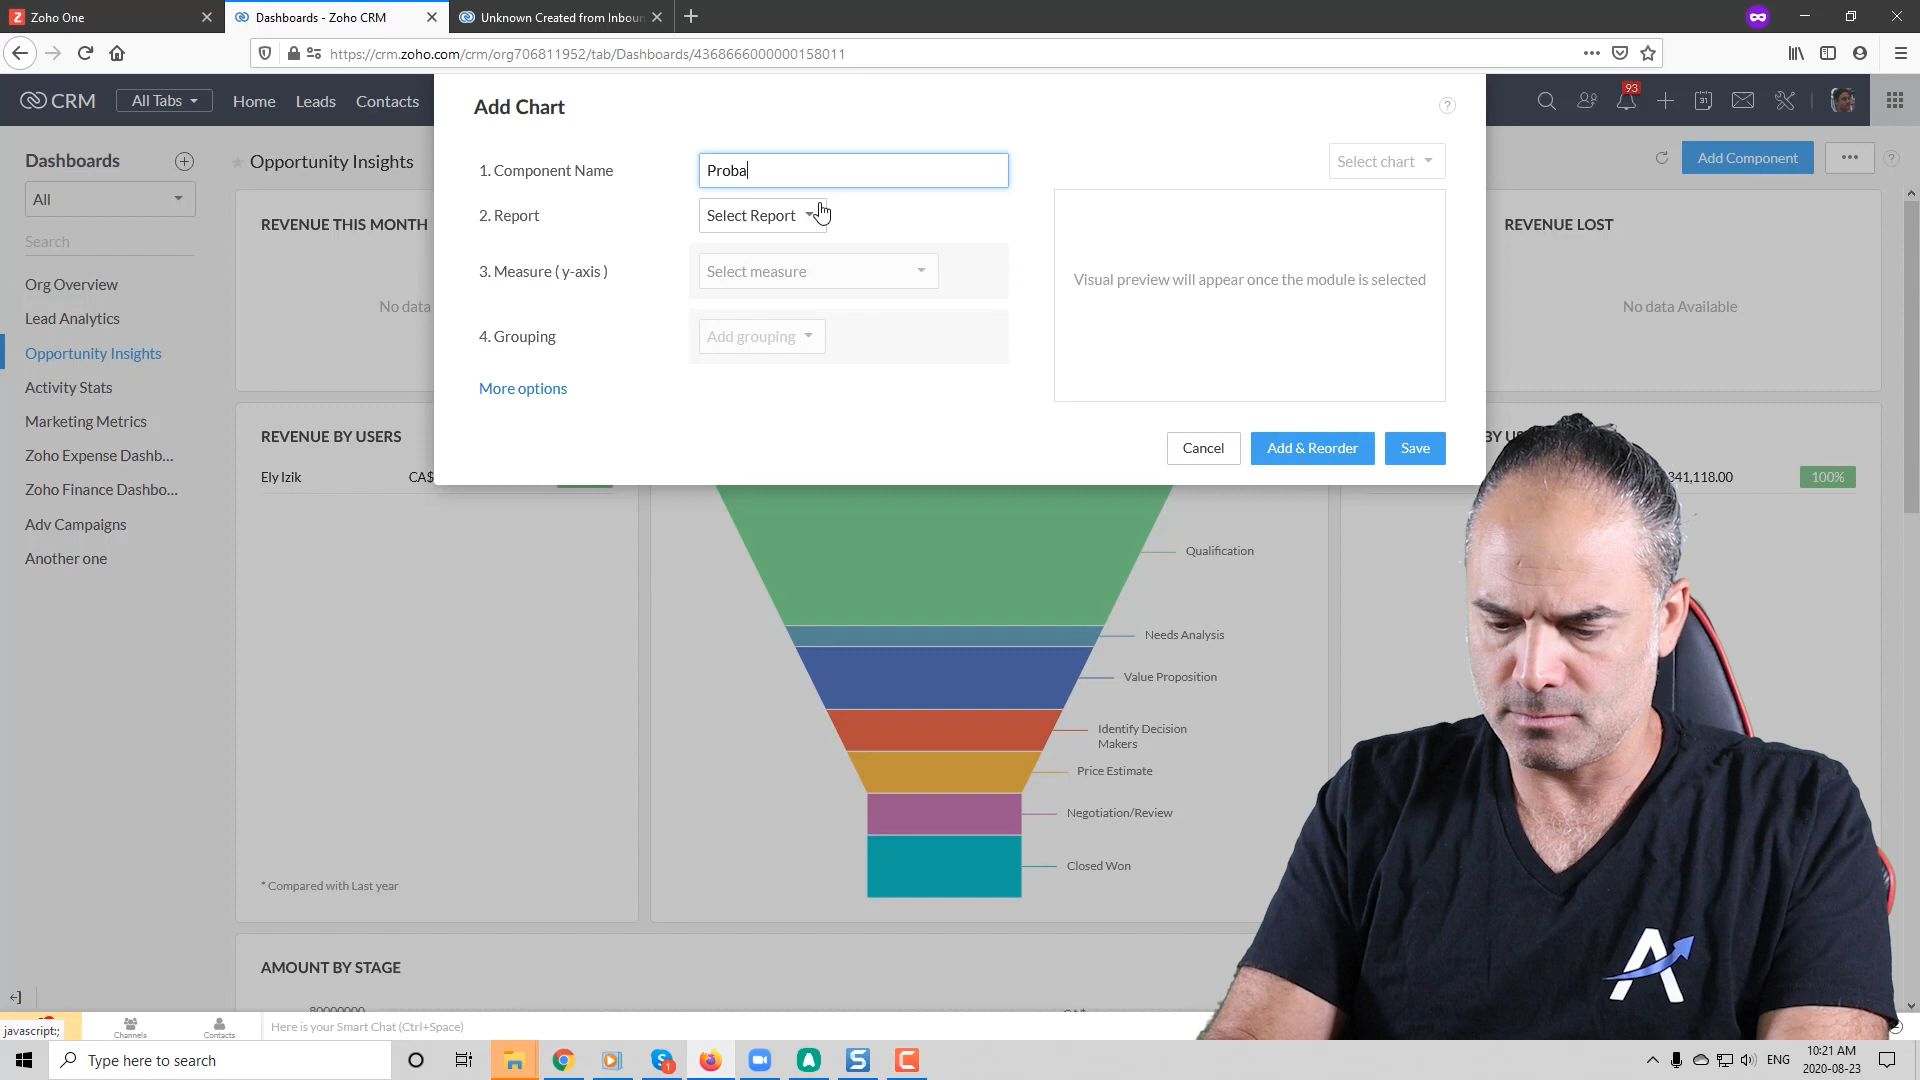 Zoho One
Dashboards - Zoho CRM
Unknown Created from Inbou
https://crm.zoho.com/crm/org706811952/tab/Dashboards/4368666000000158011
CRM
All Tabs
Home
Leads
Contacts
93
31
Add Chart
1. Component Name
Proba
2. Report
Select Report
3. Measure ( y-axis )
Select measure
4. Grouping
Add grouping
More options
Select chart
Visual preview will appear once the module is selected
Cancel
Add & Reorder
Save
Dashboards
All
Search
Org Overview
Lead Analytics
Opportunity Insights
Activity Stats
Marketing Metrics
Zoho Expense Dashb...
Zoho Finance Dashbo...
Adv Campaigns
Another one
Opportunity Insights
Add Component
REVENUE THIS MONTH
No data
REVENUE LOST
No data Available
REVENUE BY USERS
Ely Izik
CA$
* Compared with Last year
341,118.00
100%
Qualification
Needs Analysis
Value Proposition
Identify Decision
Makers
Price Estimate
Negotiation/Review
Closed Won
AMOUNT BY STAGE
80000000
javascript:;
Channels
Contacts
Here is your Smart Chat (Ctrl+Space)
Type here to search
ENG
10:21 AM
2020-08-23